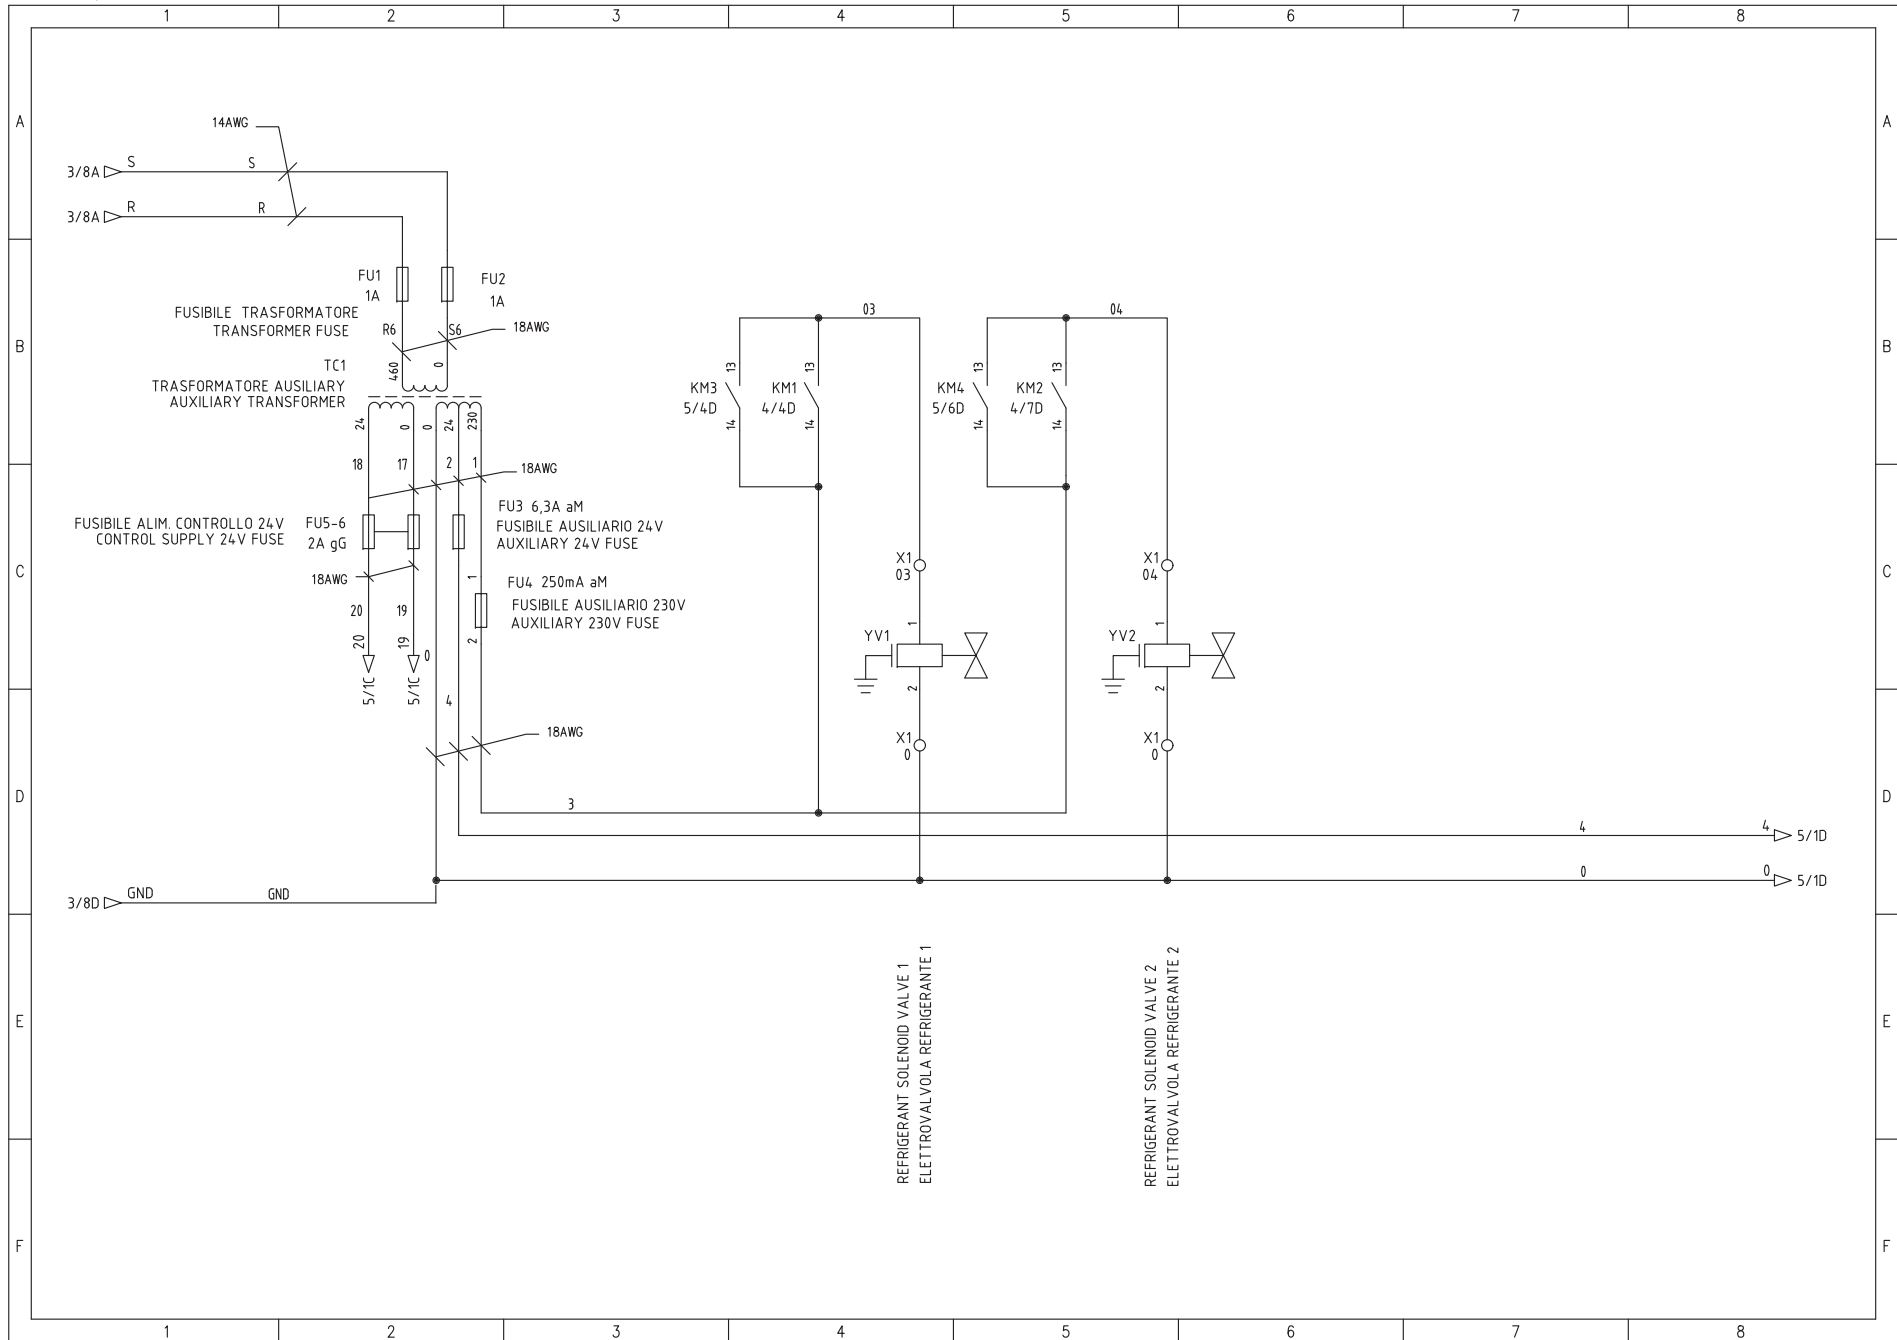 1 2 3 4 5 6 7 8
A A
14AWG
3/8A S S
3/8A R R
FU1
1A
FU2
1A
FUSIBILE TRASFORMATORE
TRANSFORMER FUSE
R6 S6 18AWG
B B
TC1
TRASFORMATORE AUSILIARY
AUXILIARY TRANSFORMER
460 0
24 0 0 24 230
18 17 2 1 18AWG
03
04
13 13 13 13
KM3
5/4D
KM1
4/4D
KM4
5/6D
KM2
4/7D
14 14 14 14
FU3 6,3A aM
FUSIBILE AUSILIARIO 24V
AUXILIARY 24V FUSE
FUSIBILE ALIM. CONTROLLO 24V
CONTROL SUPPLY 24V FUSE
FU5-6
2A gG
C C
18AWG
1
FU4 250mA aM
FUSIBILE AUSILIARIO 230V
AUXILIARY 230V FUSE
2
20 19
20 19 0
5/1C 5/1C
4
X1
03
X1
04
1 1
YV1 YV2
2 2
18AWG
X1
0
X1
0
D D
3
4 4 5/1D
0 0 5/1D
3/8D GND GND
REFRIGERANT SOLENOID VALVE 1
ELETTROVALVOLA REFRIGERANTE 1
REFRIGERANT SOLENOID VALVE 2
ELETTROVALVOLA REFRIGERANTE 2
E E
F F
1 2 3 4 5 6 7 8